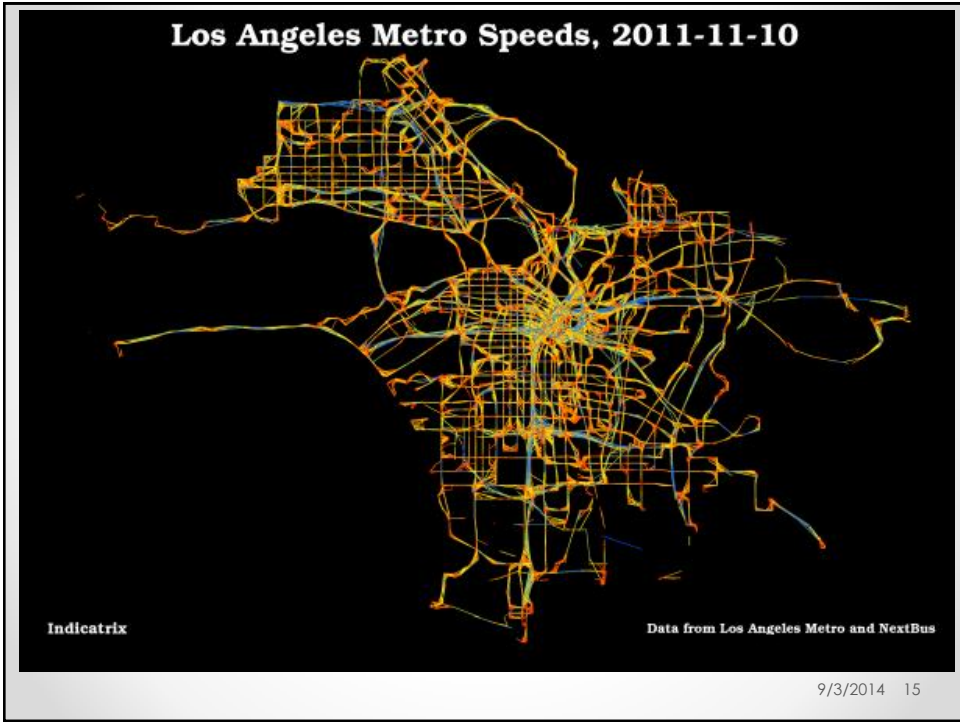 Los Angeles Metro Speeds, 2011-11-10
Indicatrix
Data from Los Angeles Metro and NextBus
9/3/2014 15